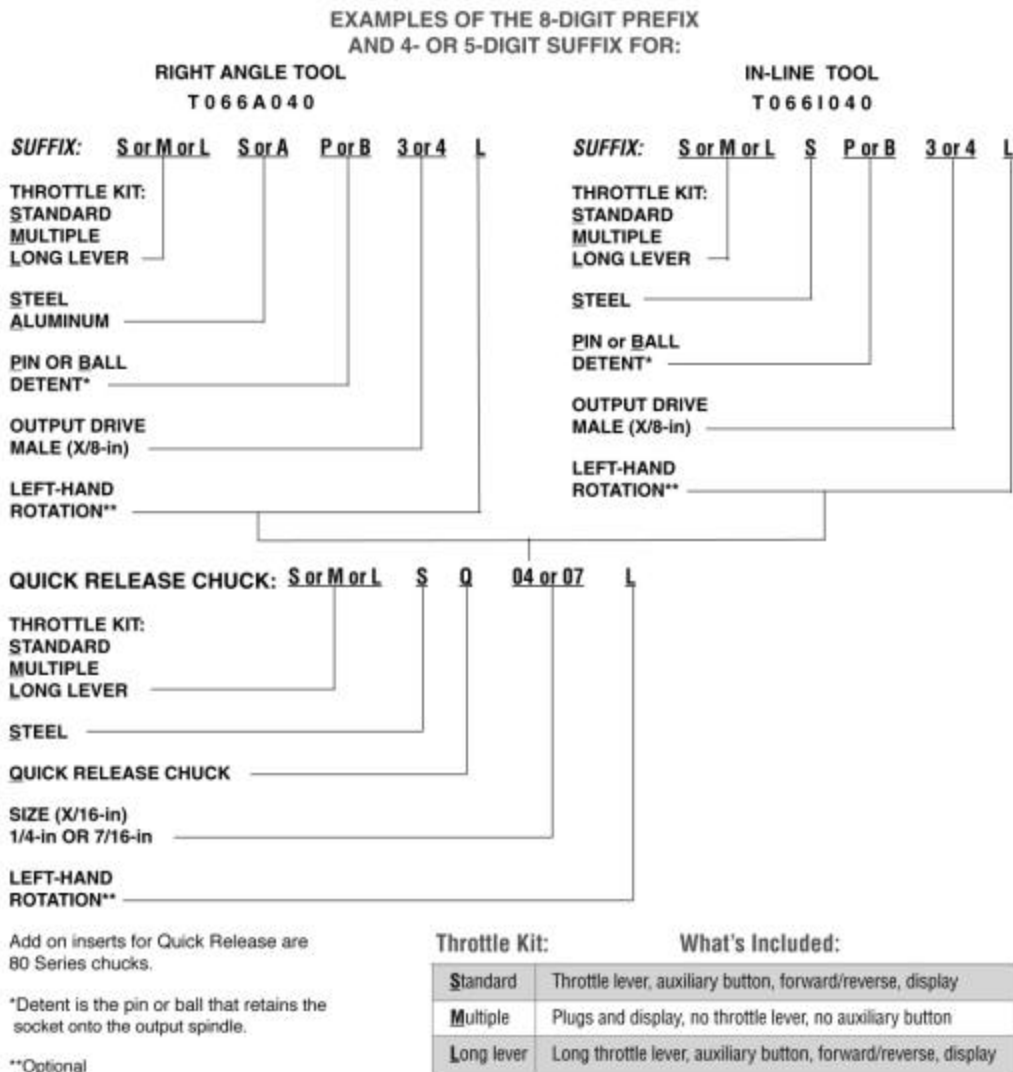 EXAMPLES OF THE 8-DIGIT PREFIX
AND 4- OR 5-DIGIT SUFFIX FOR:
RIGHT ANGLE TOOL
T066A040
SUFFIX: S or M or L S or A P or B 3 or 4 L
THROTTLE KIT:
STANDARD
MULTIPLE
LONG LEVER
STEEL
ALUMINUM
PIN OR BALL
DETENT*
OUTPUT DRIVE
MALE (X/8-in)
LEFT-HAND
ROTATION**
IN-LINE TOOL
T066I040
SUFFIX: S or M or L S P or B 3 or 4 L
THROTTLE KIT:
STANDARD
MULTIPLE
LONG LEVER
STEEL
PIN or BALL
DETENT*
OUTPUT DRIVE
MALE (X/8-in)
LEFT-HAND
ROTATION**
QUICK RELEASE CHUCK: S or M or L S Q 04 or 07 L
THROTTLE KIT:
STANDARD
MULTIPLE
LONG LEVER
STEEL
QUICK RELEASE CHUCK
SIZE (X/16-in)
1/4-in OR 7/16-in
LEFT-HAND
ROTATION**
Add on inserts for Quick Release are
80 Series chucks.
*Detent is the pin or ball that retains the
socket onto the output spindle.
**Optional
Throttle Kit: What's Included:
Standard Throttle lever, auxiliary button, forward/reverse, display
Multiple Plugs and display, no throttle lever, no auxiliary button
Long lever Long throttle lever, auxiliary button, forward/reverse, display